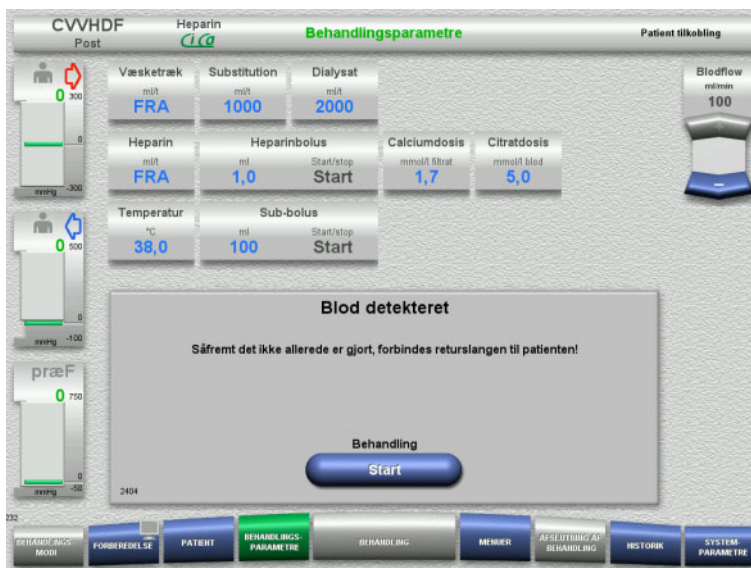 CVVHDF
Post
Heparin
Ci Ca
Behandlingsparametre
Patient tilkobling
Væsketræk
ml/t
FRA
Substitution
ml/t
1000
Dialysat
ml/t
2000
Blodflow
ml/min
100
0 300
0
mmHg -300
Heparin
ml/t
FRA
Heparinbolus
ml Start/stop
1,0 Start
Calciumdosis
mmol/l filtrat
1,7
Citratdosis
mmol/l blod
5,0
Temperatur
°C
38,0
Sub-bolus
ml Start/stop
100 Start
0 500
0
mmHg -100
Blod detekteret
Såfremt det ikke allerede er gjort, forbindes returslangen til patienten!
præF
0 750
0
mmHg -50
Behandling
Start
2404
232
BEHANDLINGS-
MODI
FORBEREDELSE
PATIENT
BEHANDLINGS-
PARAMETRE
BEHANDLING
MENUER
AFSLUTNING AF
BEHANDLING
HISTORIK
SYSTEM-
PARAMETRE